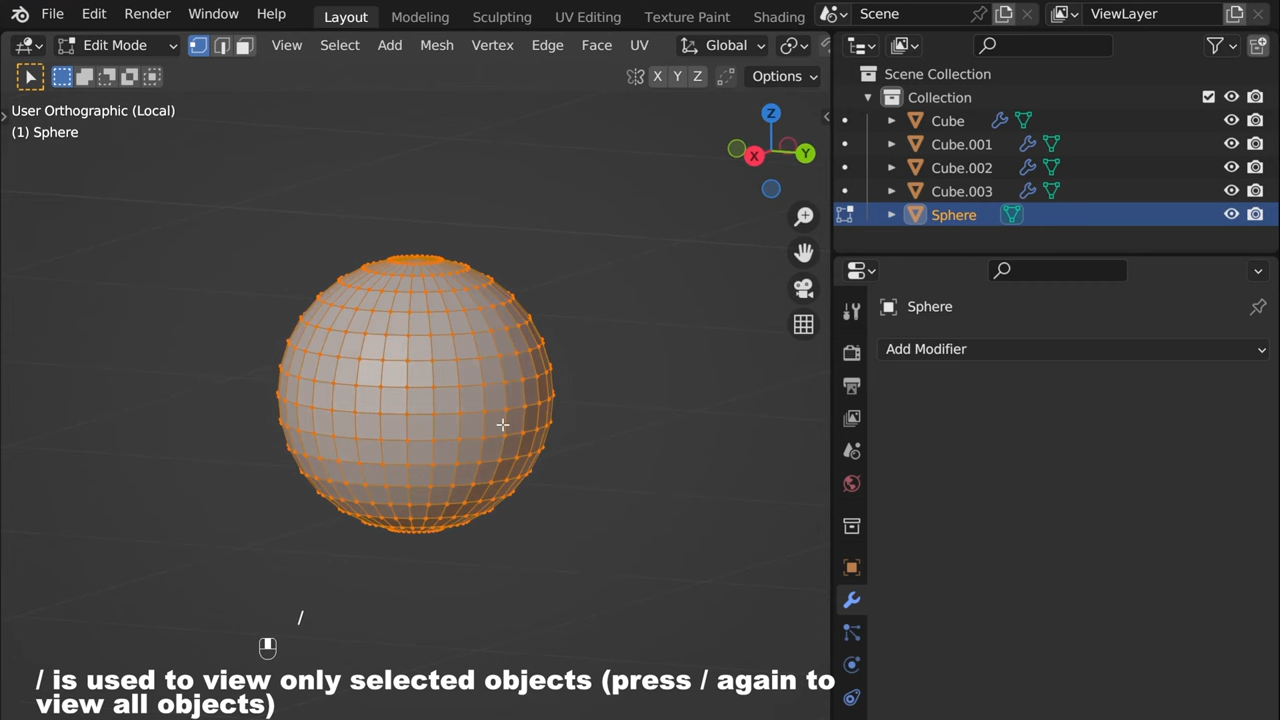 File Edit Render Window Help Layout Modeling Sculpting UV Editing Texture Paint Shading Scene ViewLayer
Edit Mode View Select Add Mesh Vertex Edge Face UV Global
X Y Z Options
User Orthographic (Local)
(1) Sphere
Z
X
Y
/
/ is used to view only selected objects (press / again to
view all objects)
Scene Collection
Collection
Cube
Cube.001
Cube.002
Cube.003
Sphere
Sphere
Add Modifier